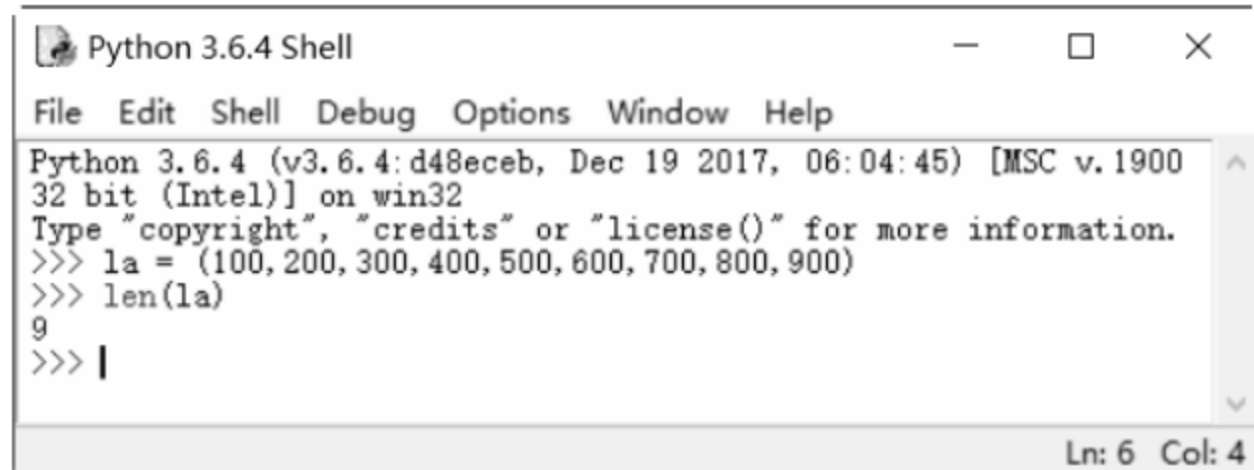 Python 3.6.4 Shell
File Edit Shell Debug Options Window Help
Python 3.6.4 (v3.6.4:d48eceb, Dec 19 2017, 06:04:45) [MSC v.1900
32 bit (Intel)] on win32
Type "copyright", "credits" or "license()" for more information.
>>> la = (100,200,300,400,500,600,700,800,900)
>>> len(la)
9
>>>
Ln: 6 Col: 4